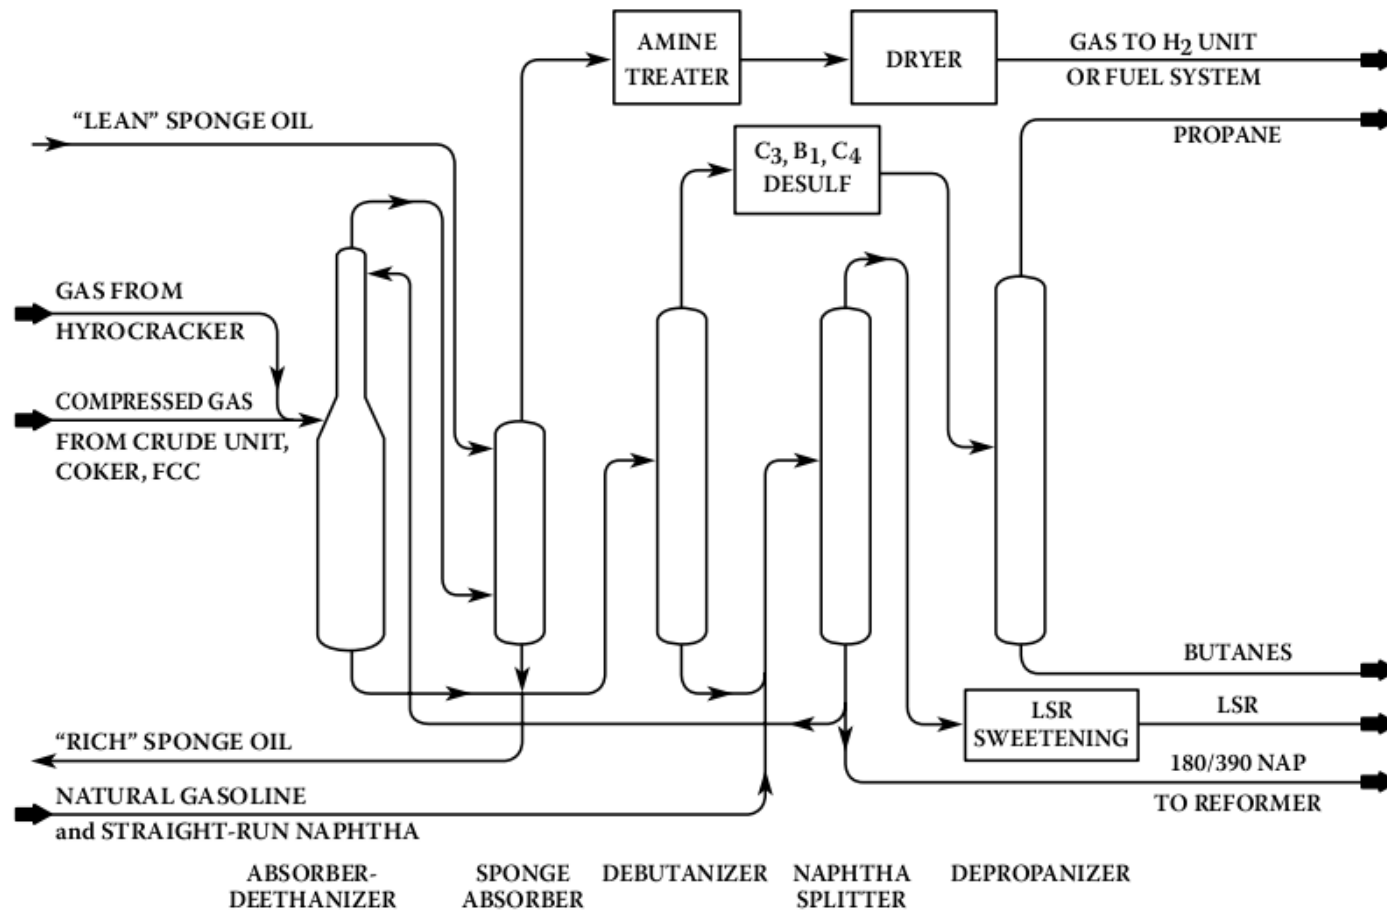 AMINE
TREATER
DRYER
GAS TO H2 UNIT
OR FUEL SYSTEM
"LEAN" SPONGE OIL
PROPANE
C3, B1, C4
DESULF
GAS FROM
HYROCRACKER
COMPRESSED GAS
FROM CRUDE UNIT,
COKER, FCC
BUTANES
LSR
SWEETENING
LSR
"RICH" SPONGE OIL
180/390 NAP
TO REFORMER
NATURAL GASOLINE
and STRAIGHT-RUN NAPHTHA
ABSORBER-
DEETHANIZER
SPONGE
ABSORBER
DEBUTANIZER
NAPHTHA
SPLITTER
DEPROPANIZER